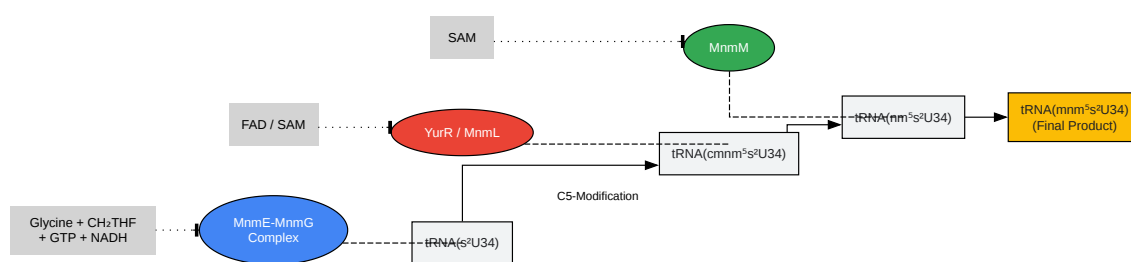 SAM
MnmM
FAD / SAM
YurR / MnmL
tRNA(nm⁵s²U34)
tRNA(mnm⁵s²U34)
(Final Product)
tRNA(cmnm⁵s²U34)
C5-Modification
Glycine + CH₂THF
+ GTP + NADH
MnmE-MnmG
Complex
tRNA(s²U34)